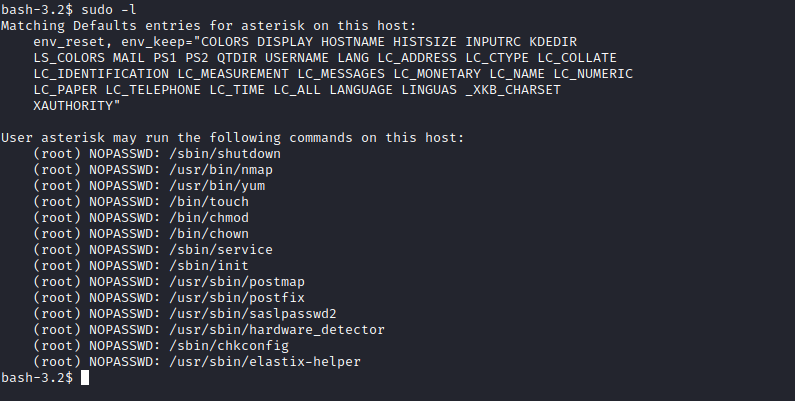 bash-3.2$ sudo -l
Matching Defaults entries for asterisk on this host:
    env_reset, env_keep="COLORS DISPLAY HOSTNAME HISTSIZE INPUTRC KDEDIR
    LS_COLORS MAIL PS1 PS2 QTDIR USERNAME LANG LC_ADDRESS LC_CTYPE LC_COLLATE
    LC_IDENTIFICATION LC_MEASUREMENT LC_MESSAGES LC_MONETARY LC_NAME LC_NUMERIC
    LC_PAPER LC_TELEPHONE LC_TIME LC_ALL LANGUAGE LINGUAS _XKB_CHARSET
    XAUTHORITY"

User asterisk may run the following commands on this host:
    (root) NOPASSWD: /sbin/shutdown
    (root) NOPASSWD: /usr/bin/nmap
    (root) NOPASSWD: /usr/bin/yum
    (root) NOPASSWD: /bin/touch
    (root) NOPASSWD: /bin/chmod
    (root) NOPASSWD: /bin/chown
    (root) NOPASSWD: /sbin/service
    (root) NOPASSWD: /sbin/init
    (root) NOPASSWD: /usr/sbin/postmap
    (root) NOPASSWD: /usr/sbin/postfix
    (root) NOPASSWD: /usr/sbin/saslpasswd2
    (root) NOPASSWD: /usr/sbin/hardware_detector
    (root) NOPASSWD: /sbin/chkconfig
    (root) NOPASSWD: /usr/sbin/elastix-helper
bash-3.2$